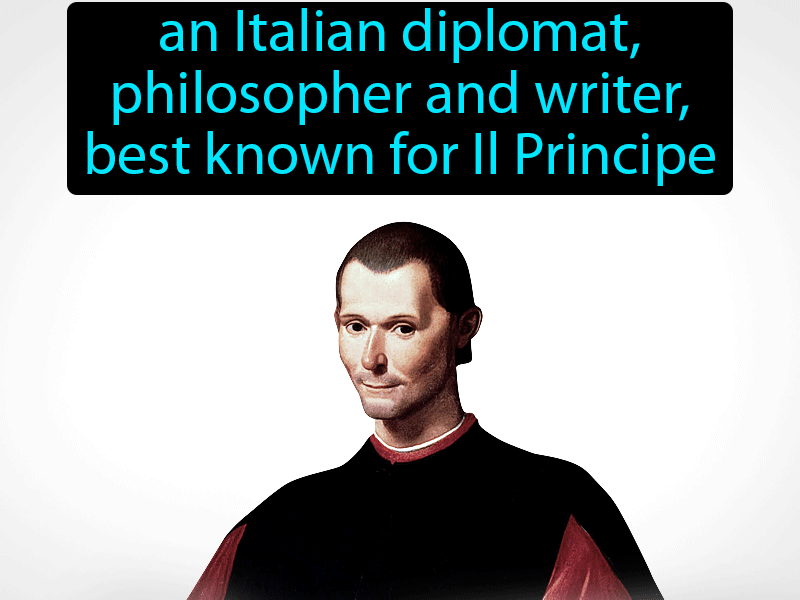 an Italian diplomat,
philosopher and writer,
best known for Il Principe